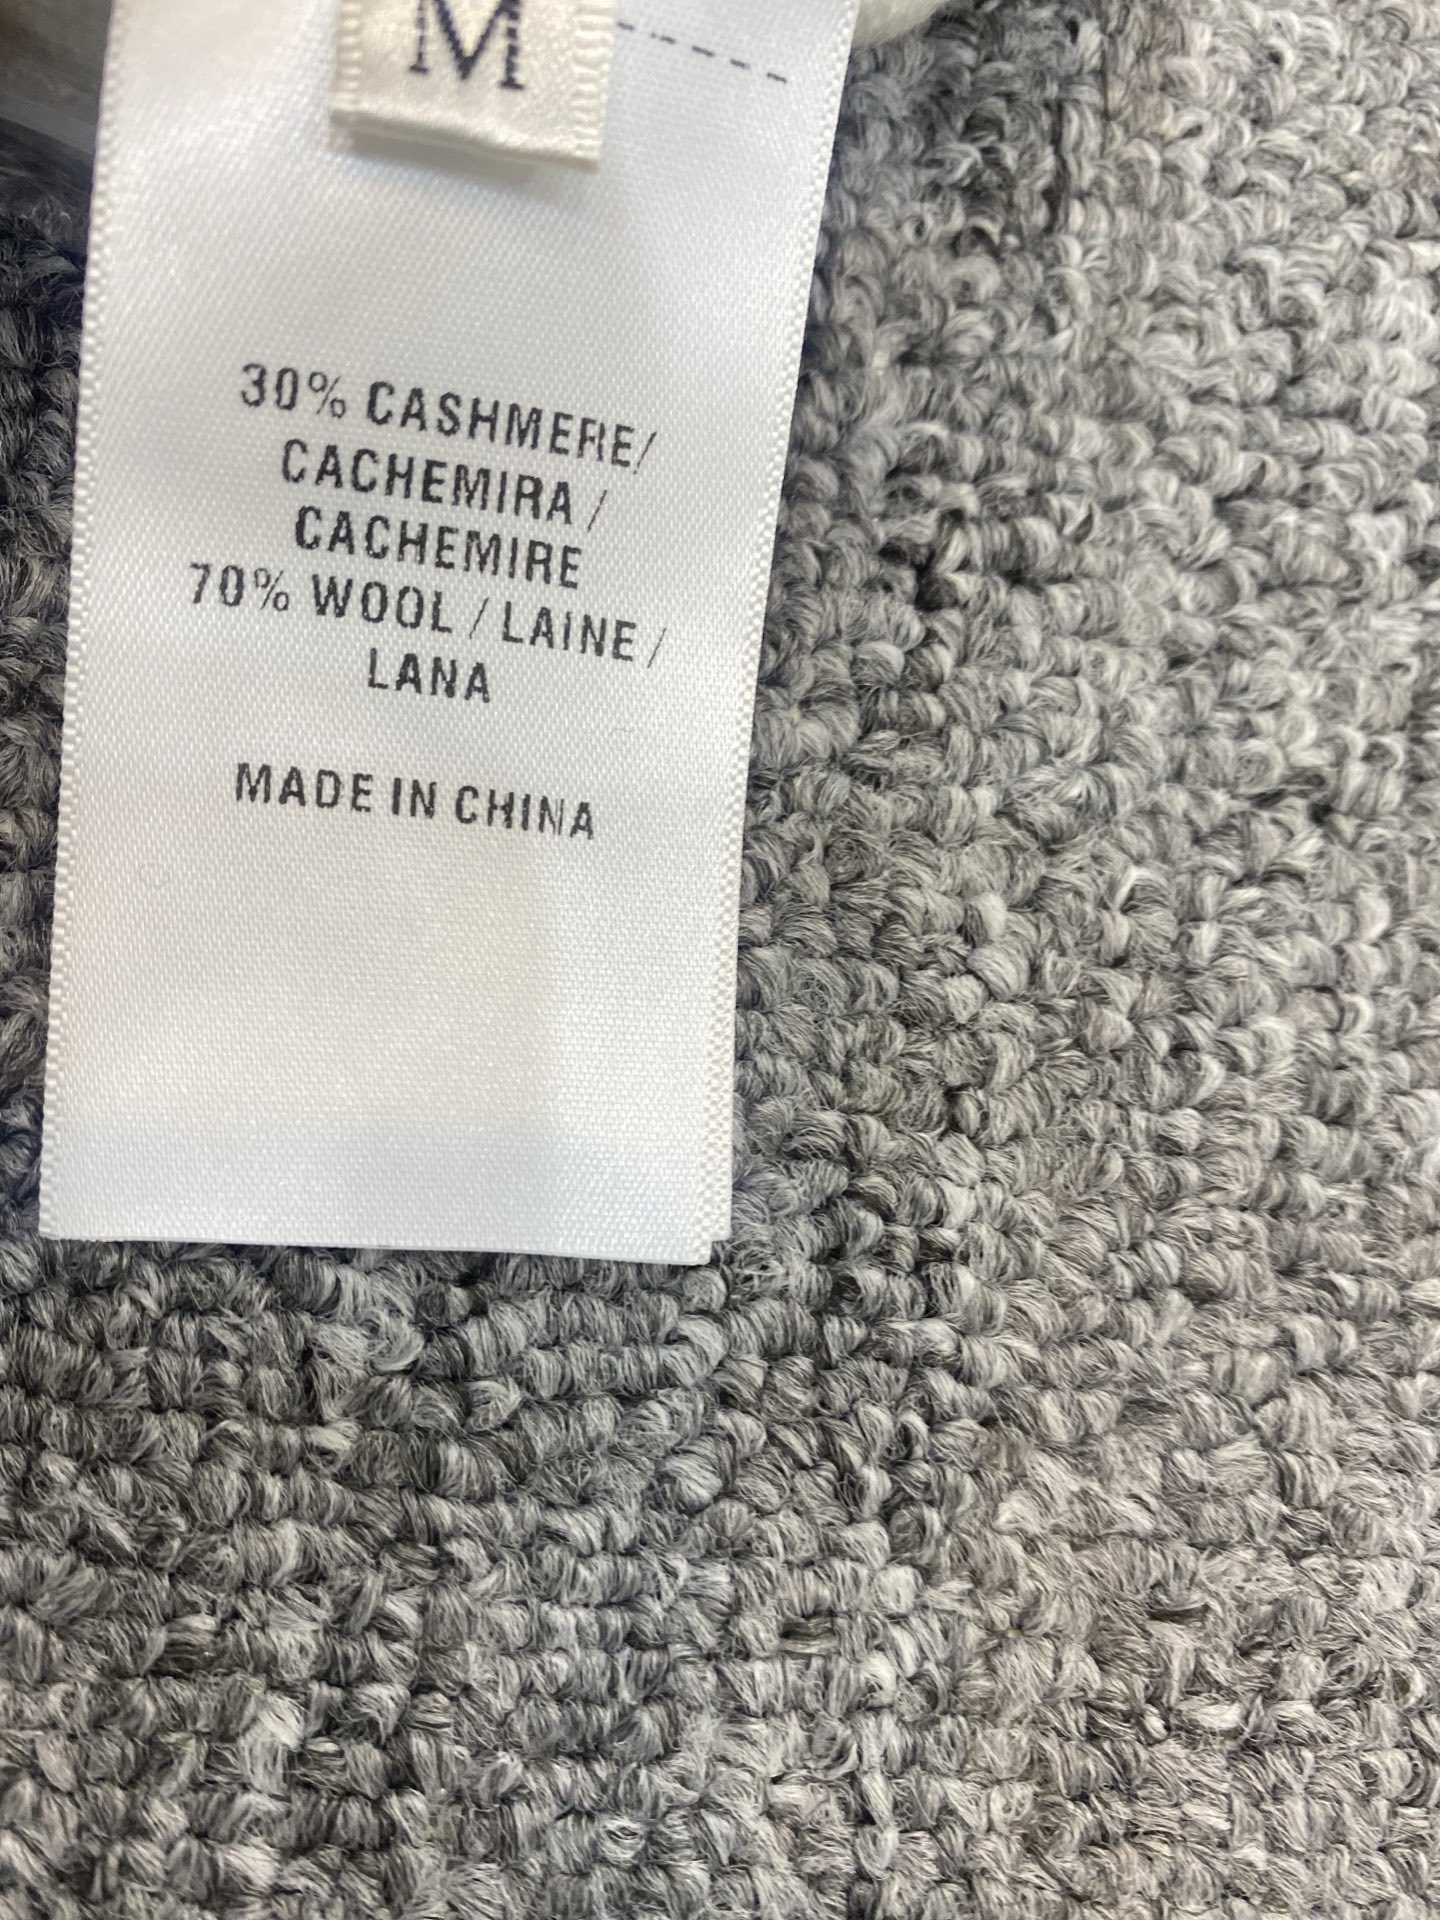 M
30% CASHMERE/
CACHEMIRA /
CACHEMIRE
70% WOOL / LAINE /
LANA
MADE IN CHINA